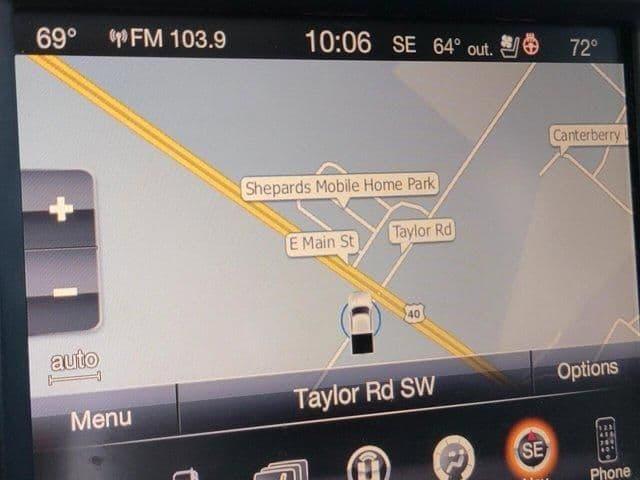 69° FM 103.9 10:06 SE 64° out. 72°
Canterberry
Shepards Mobile Home Park
E Main St
Taylor Rd
40
auto
Taylor Rd SW
Options
Menu
SE
Phone